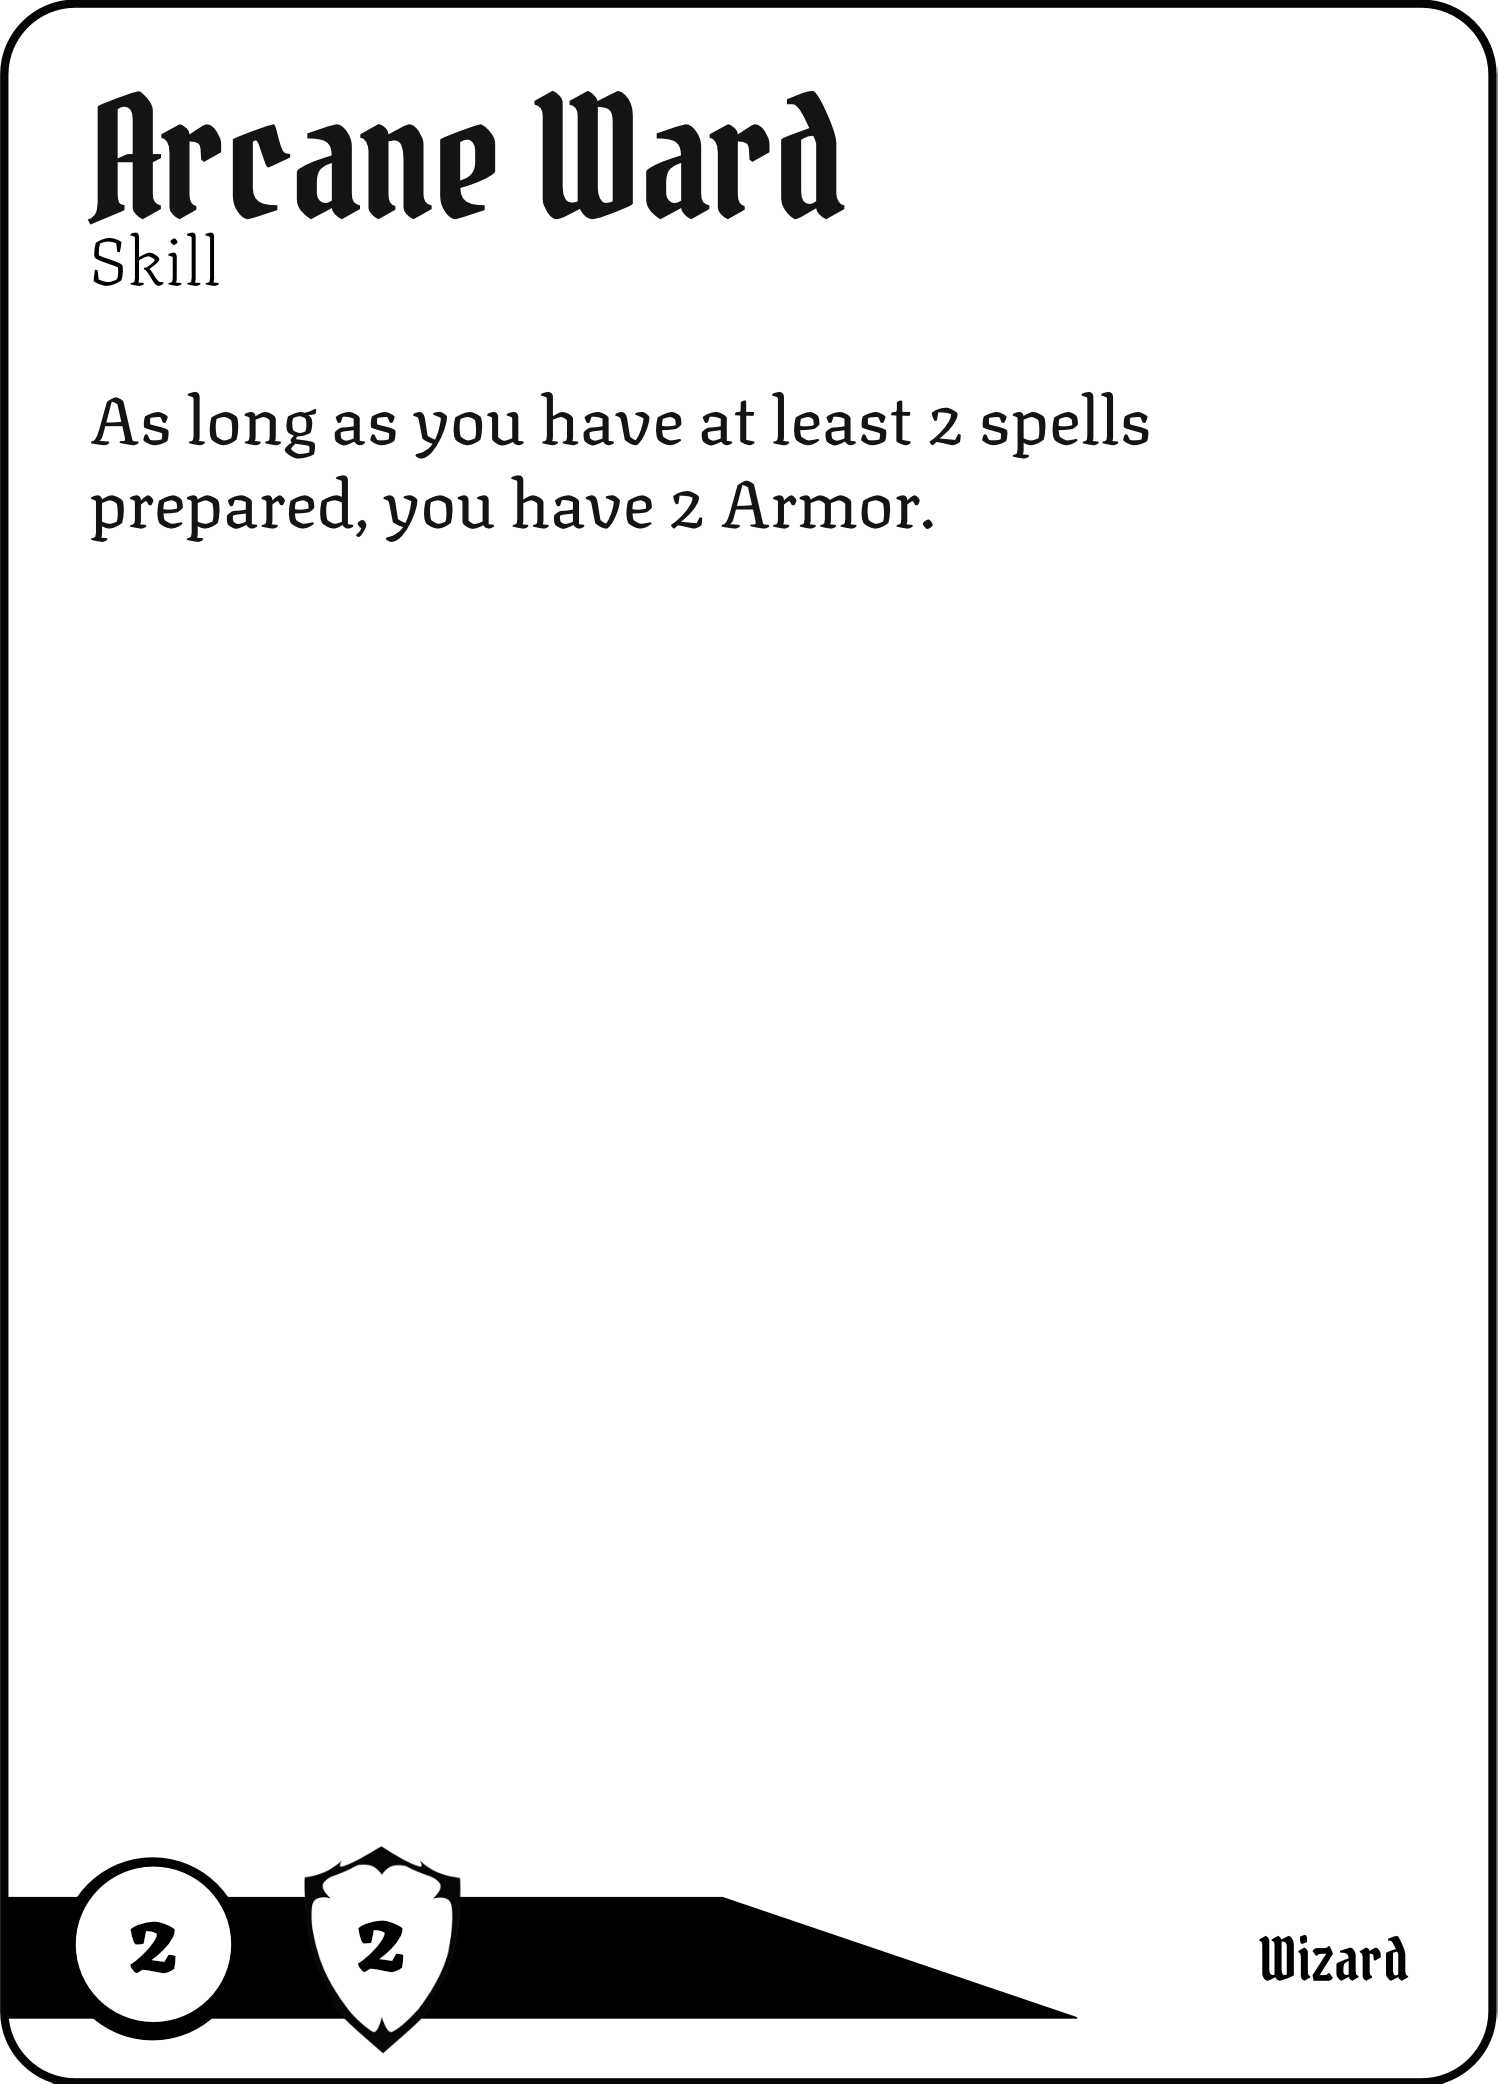 Arcane Ward
Skill
As long as you have at least 2 spells
prepared, you have 2 Armor.
2 2
Wizard